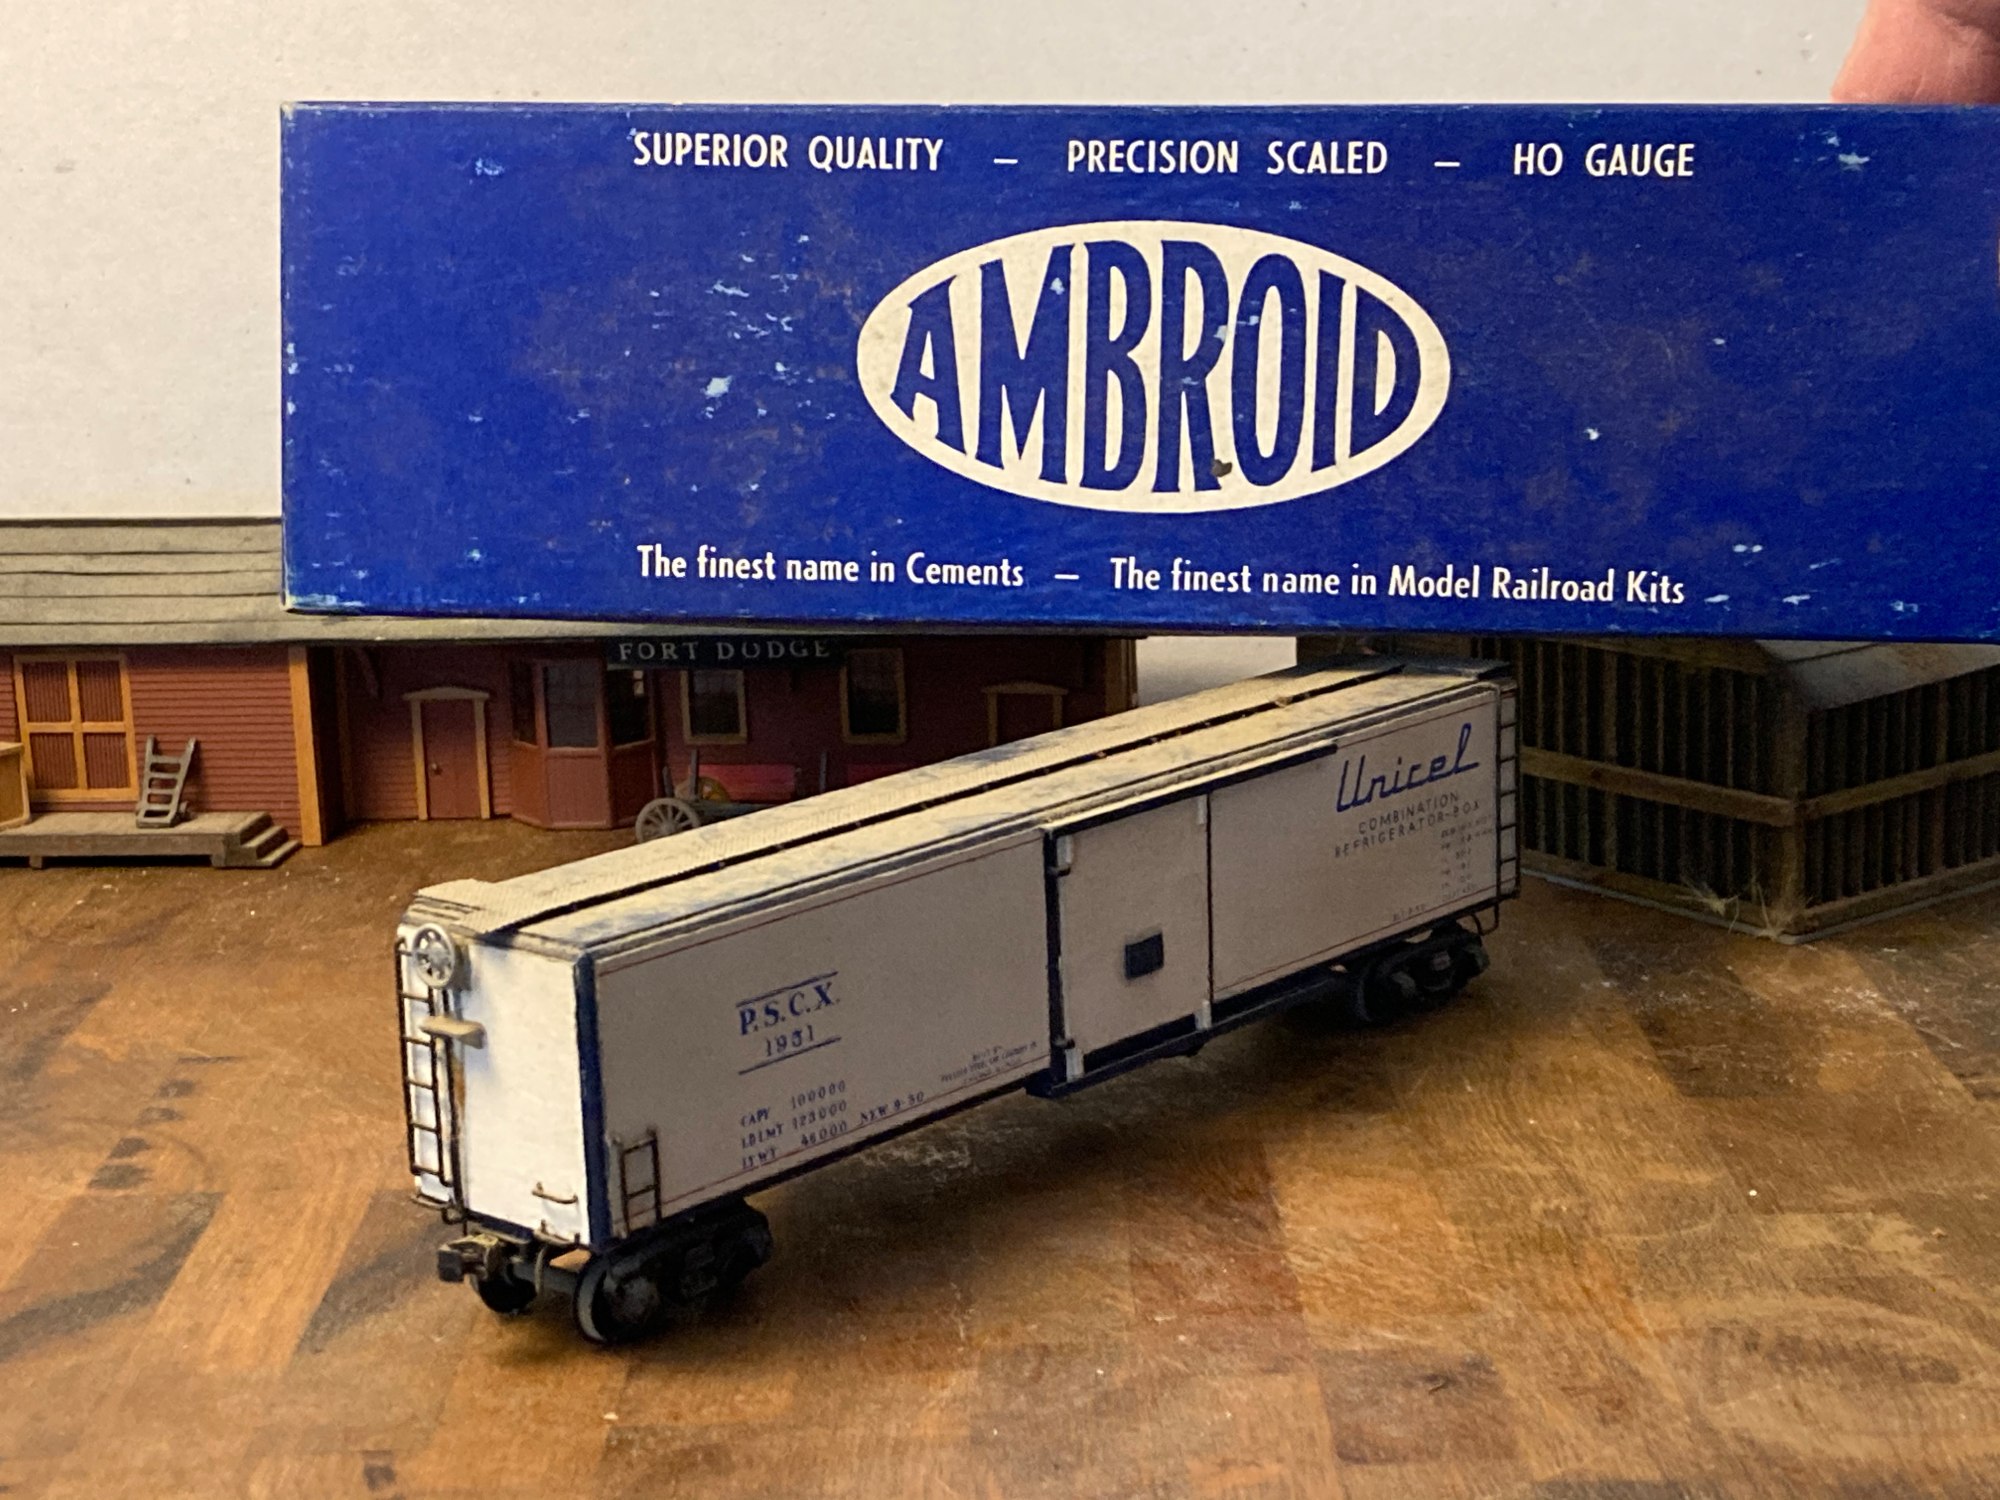 SUPERIOR QUALITY — PRECISION SCALED — HO GAUGE
AMBROID
The finest name in Cements — The finest name in Model Railroad Kits
FORT DODGE
Unicel
COMBINATION
REFRIGERATOR-BOX
P.S.C.X.
1951
CAPY 100000
LD LMT 123000
LT WT 46000 NEW 9-50